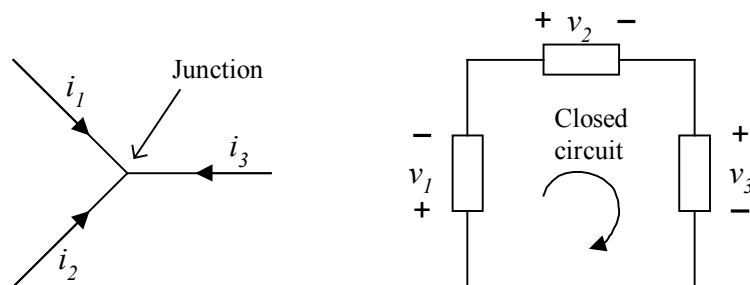 Junction
i1
i3
i2
+ v2 −
Closed
circuit
−
v1
+
+
v3
−